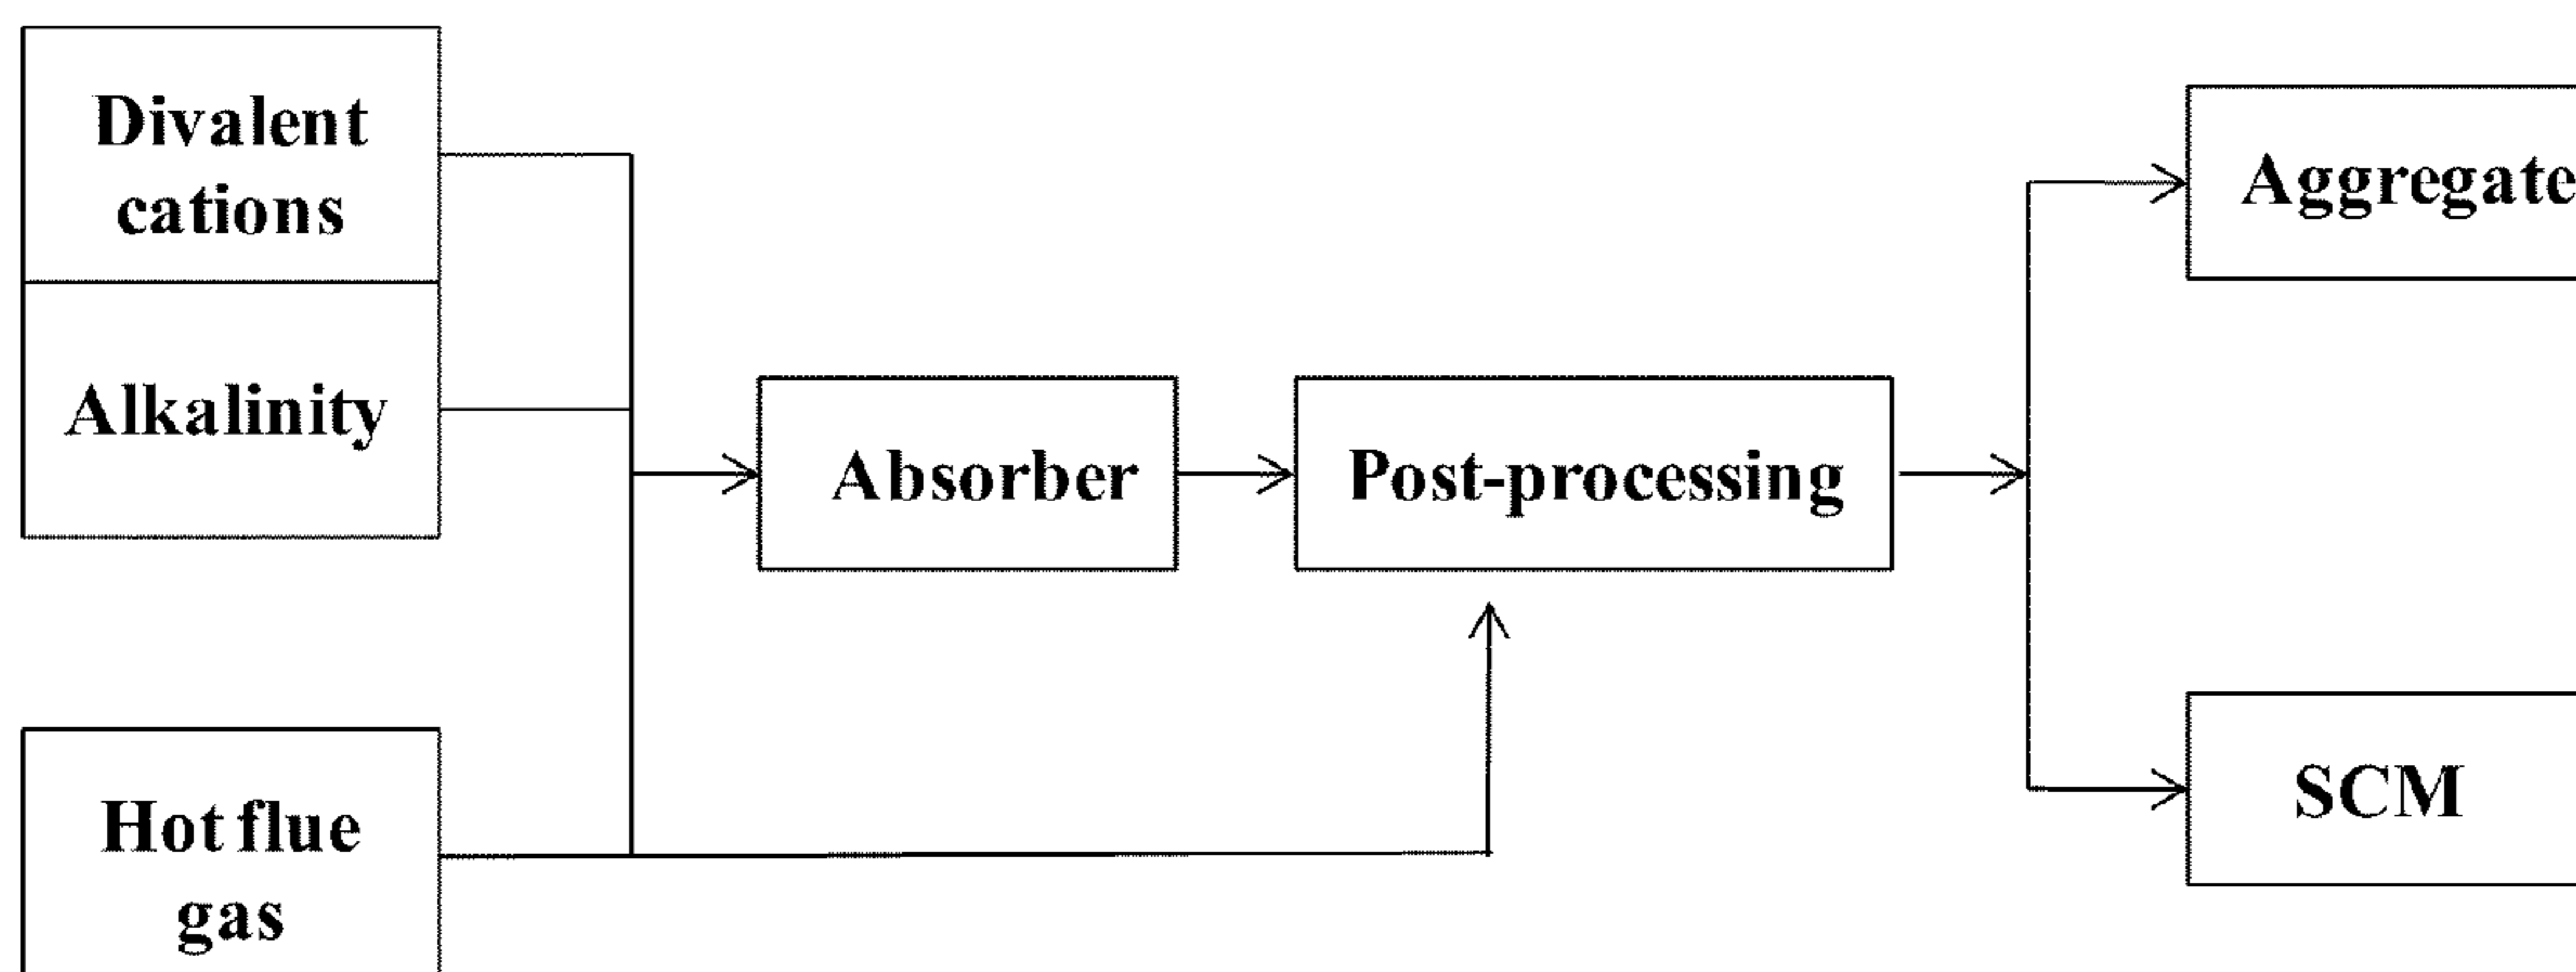 Divalent
cations
Alkalinity
Hot flue
gas
Absorber
Post-processing
Aggregate
SCM